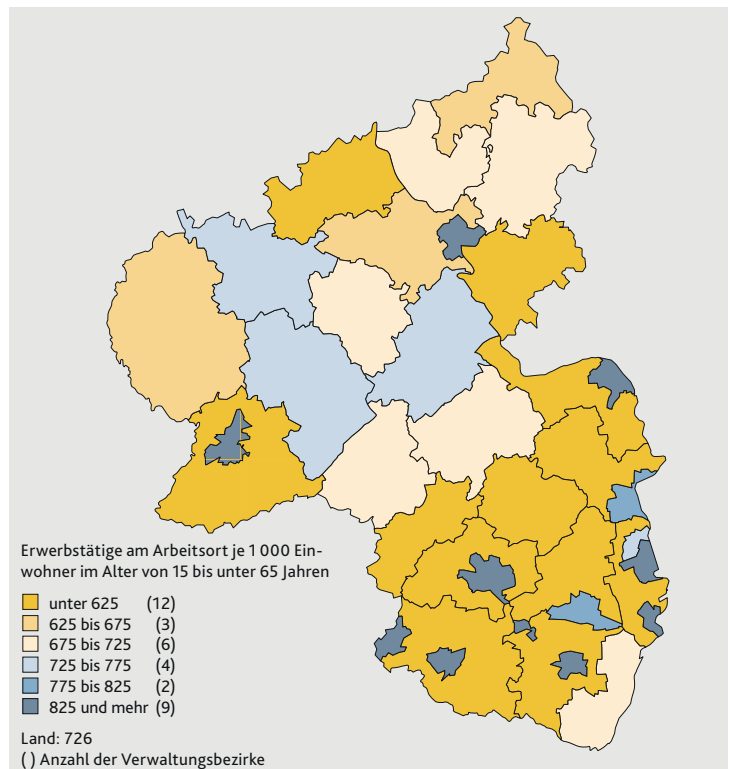 Erwerbstätige am Arbeitsort je 1 000 Ein-
wohner im Alter von 15 bis unter 65 Jahren
unter 625 (12)
625 bis 675 (3)
675 bis 725 (6)
725 bis 775 (4)
775 bis 825 (2)
825 und mehr (9)
Land: 726
( ) Anzahl der Verwaltungsbezirke